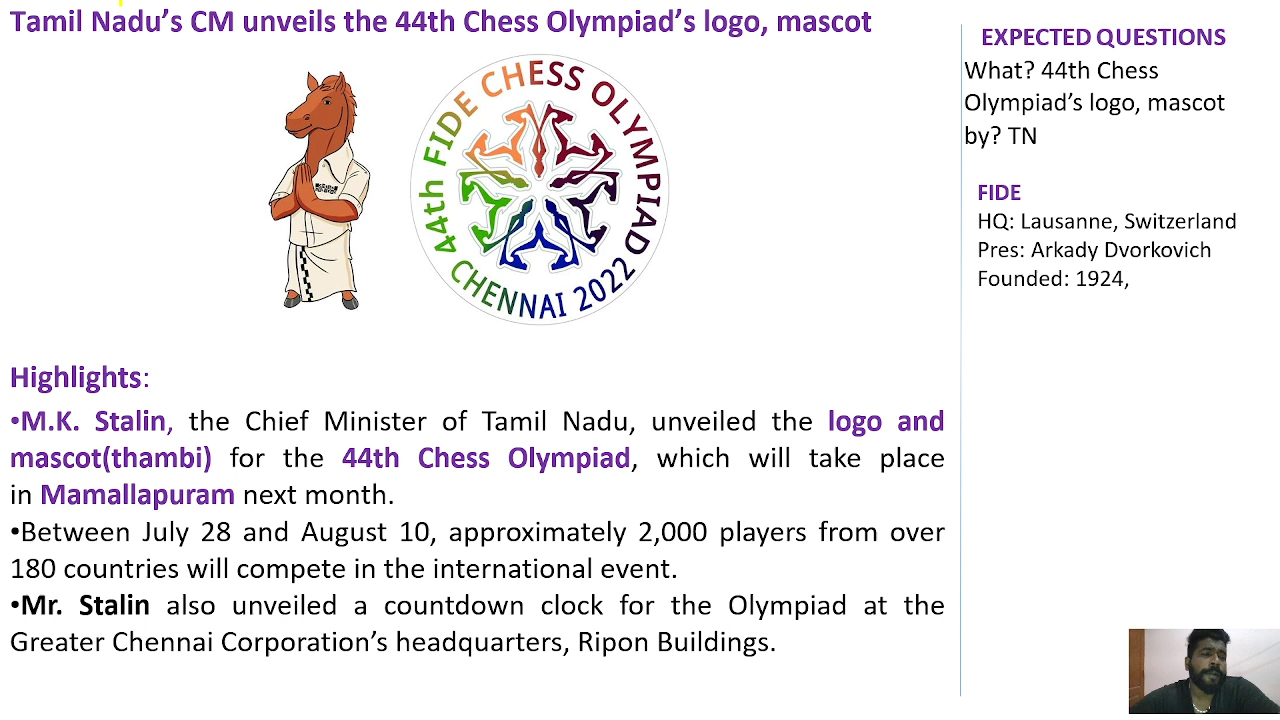 Tamil Nadu’s CM unveils the 44th Chess Olympiad’s logo, mascot
44th FIDE CHESS OLYMPIAD
CHENNAI 2022
Highlights:
•M.K. Stalin, the Chief Minister of Tamil Nadu, unveiled the logo and
mascot(thambi) for the 44th Chess Olympiad, which will take place
in Mamallapuram next month.
•Between July 28 and August 10, approximately 2,000 players from over
180 countries will compete in the international event.
•Mr. Stalin also unveiled a countdown clock for the Olympiad at the
Greater Chennai Corporation’s headquarters, Ripon Buildings.
EXPECTED QUESTIONS
What? 44th Chess
Olympiad’s logo, mascot
by? TN
FIDE
HQ: Lausanne, Switzerland
Pres: Arkady Dvorkovich
Founded: 1924,